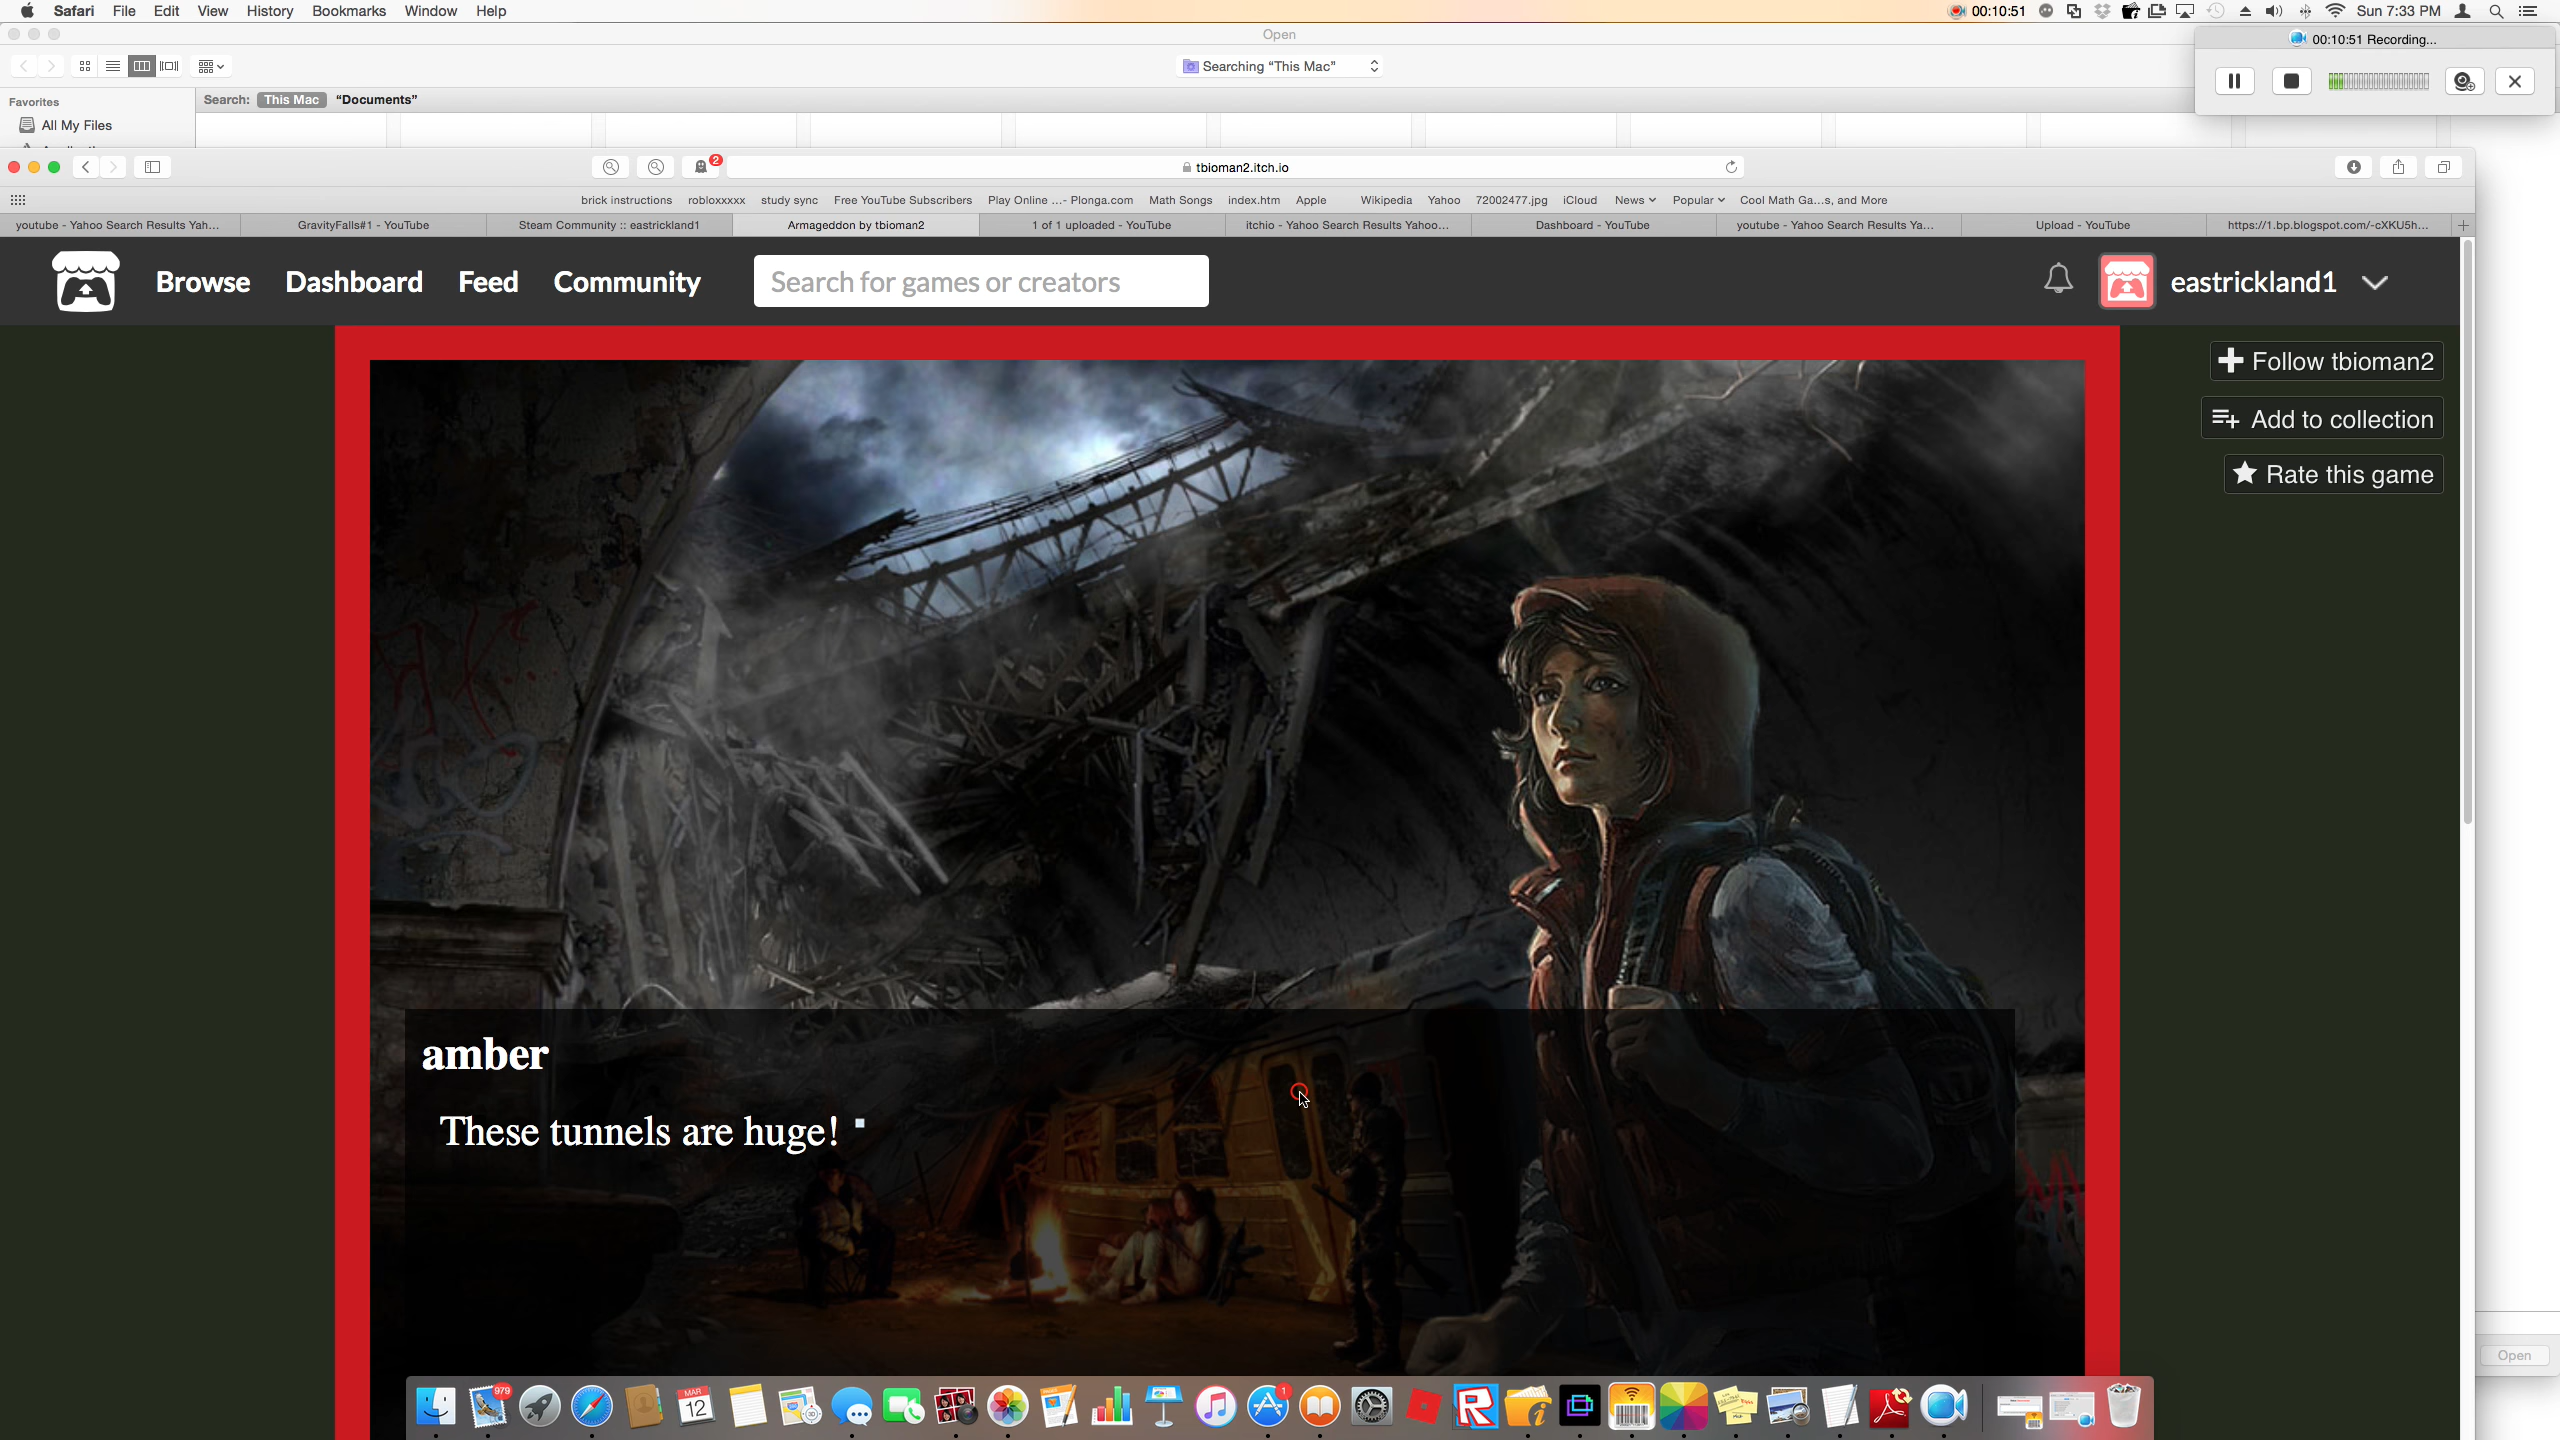 Safari File Edit View History Bookmarks Window Help 00:10:51 Sun 7:33 PM
Open
00:10:51 Recording...
Searching “This Mac”
Favorites Search: This Mac “Documents”
All My Files
2
tbioman2.itch.io
brick instructions robloxxxxx study sync Free YouTube Subscribers Play Online ...- Plonga.com Math Songs index.htm Apple Wikipedia Yahoo 72002477.jpg iCloud News Popular Cool Math Ga...s, and More
youtube - Yahoo Search Results Yah... GravityFalls#1 - YouTube Steam Community :: eastrickland1 Armageddon by tbioman2 1 of 1 uploaded - YouTube itchio - Yahoo Search Results Yahoo... Dashboard - YouTube youtube - Yahoo Search Results Ya... Upload - YouTube https://1.bp.blogspot.com/-cXKU5h...
Browse Dashboard Feed Community Search for games or creators eastrickland1
Follow tbioman2
Add to collection
Rate this game
amber
These tunnels are huge!
Open
979
MAR
12
1